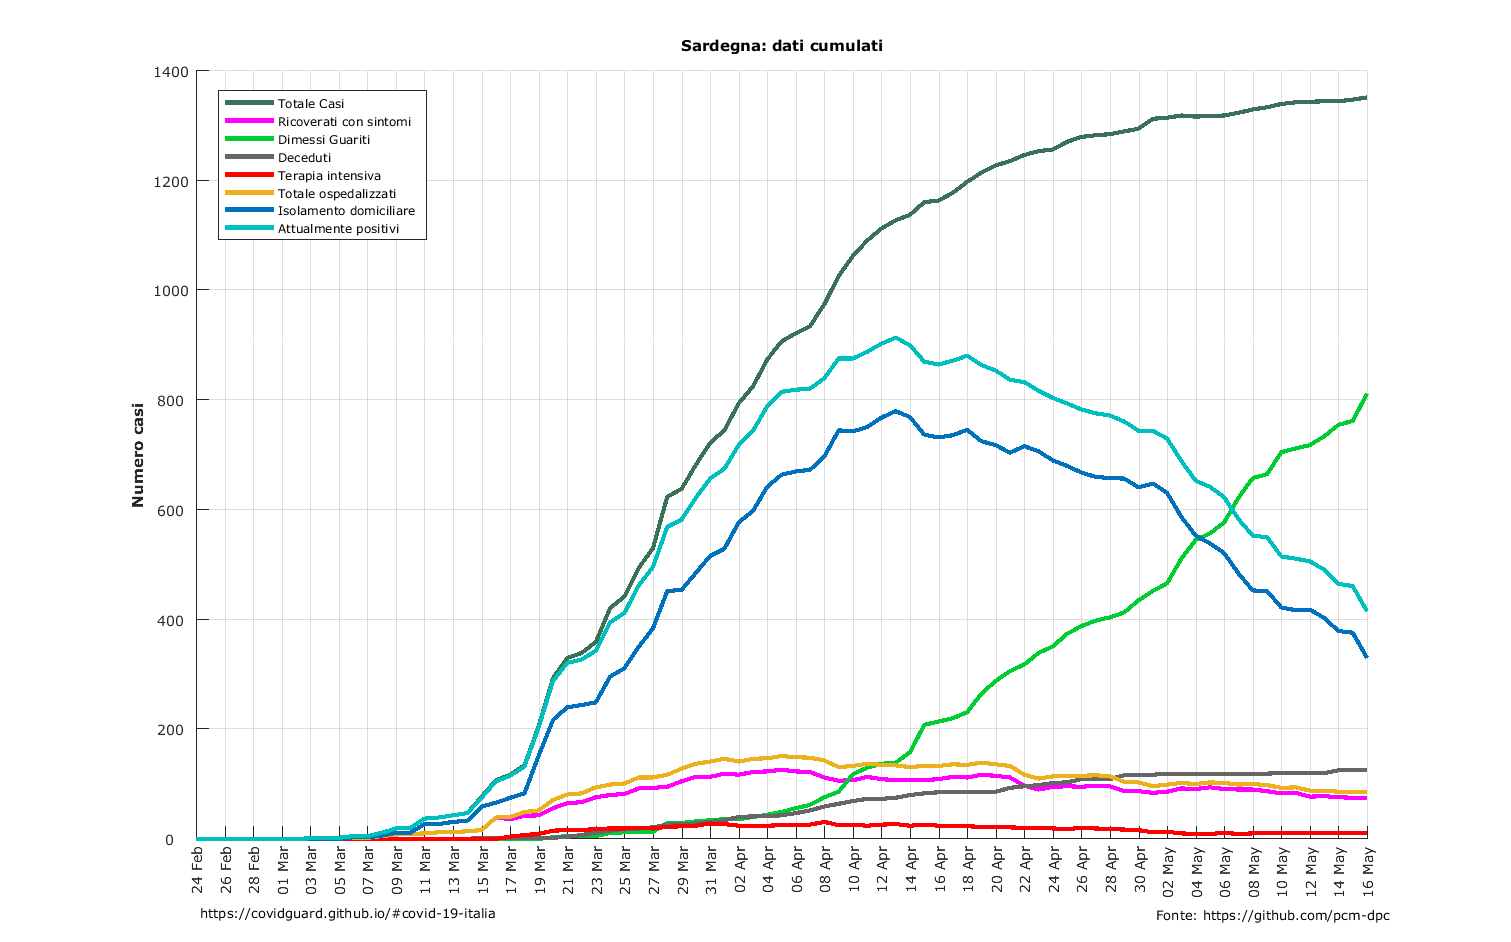 Sardegna: dati cumulati
1400
1200
1000
800
600
400
200
0
Numero casi
Totale Casi
Ricoverati con sintomi
Dimessi Guariti
Deceduti
Terapia intensiva
Totale ospedalizzati
Isolamento domiciliare
Attualmente positivi
24 Feb
26 Feb
28 Feb
01 Mar
03 Mar
05 Mar
07 Mar
09 Mar
11 Mar
13 Mar
15 Mar
17 Mar
19 Mar
21 Mar
23 Mar
25 Mar
27 Mar
29 Mar
31 Mar
02 Apr
04 Apr
06 Apr
08 Apr
10 Apr
12 Apr
14 Apr
16 Apr
18 Apr
20 Apr
22 Apr
24 Apr
26 Apr
28 Apr
30 Apr
02 May
04 May
06 May
08 May
10 May
12 May
14 May
16 May
https://covidguard.github.io/#covid-19-italia
Fonte: https://github.com/pcm-dpc